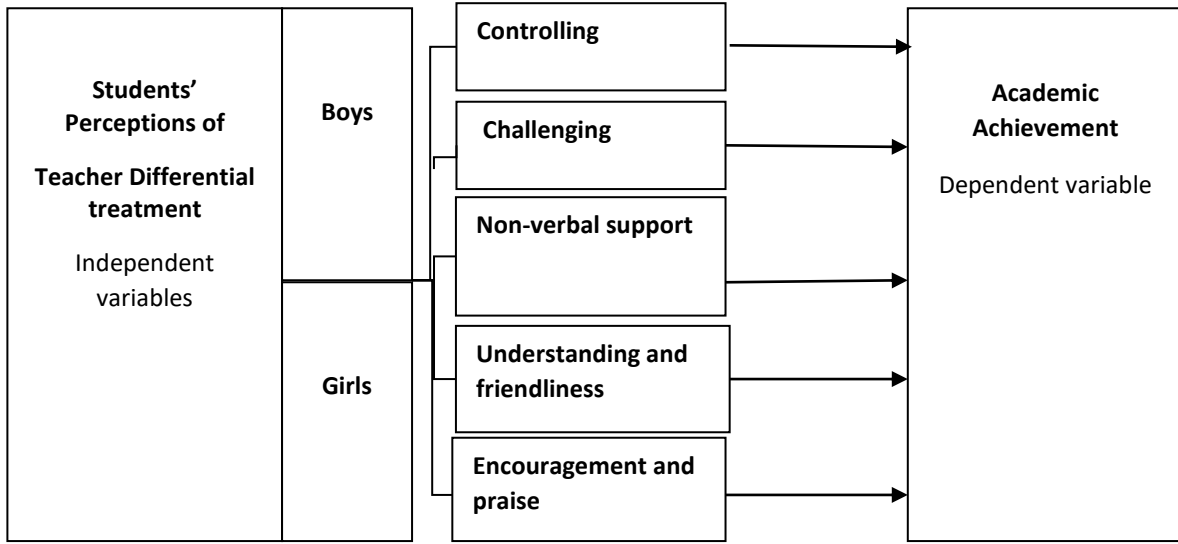 Students’
Perceptions of
Teacher Differential
treatment
Independent
variables
Boys
Girls
Controlling
Challenging
Non-verbal support
Understanding and
friendliness
Encouragement and
praise
Academic
Achievement
Dependent variable